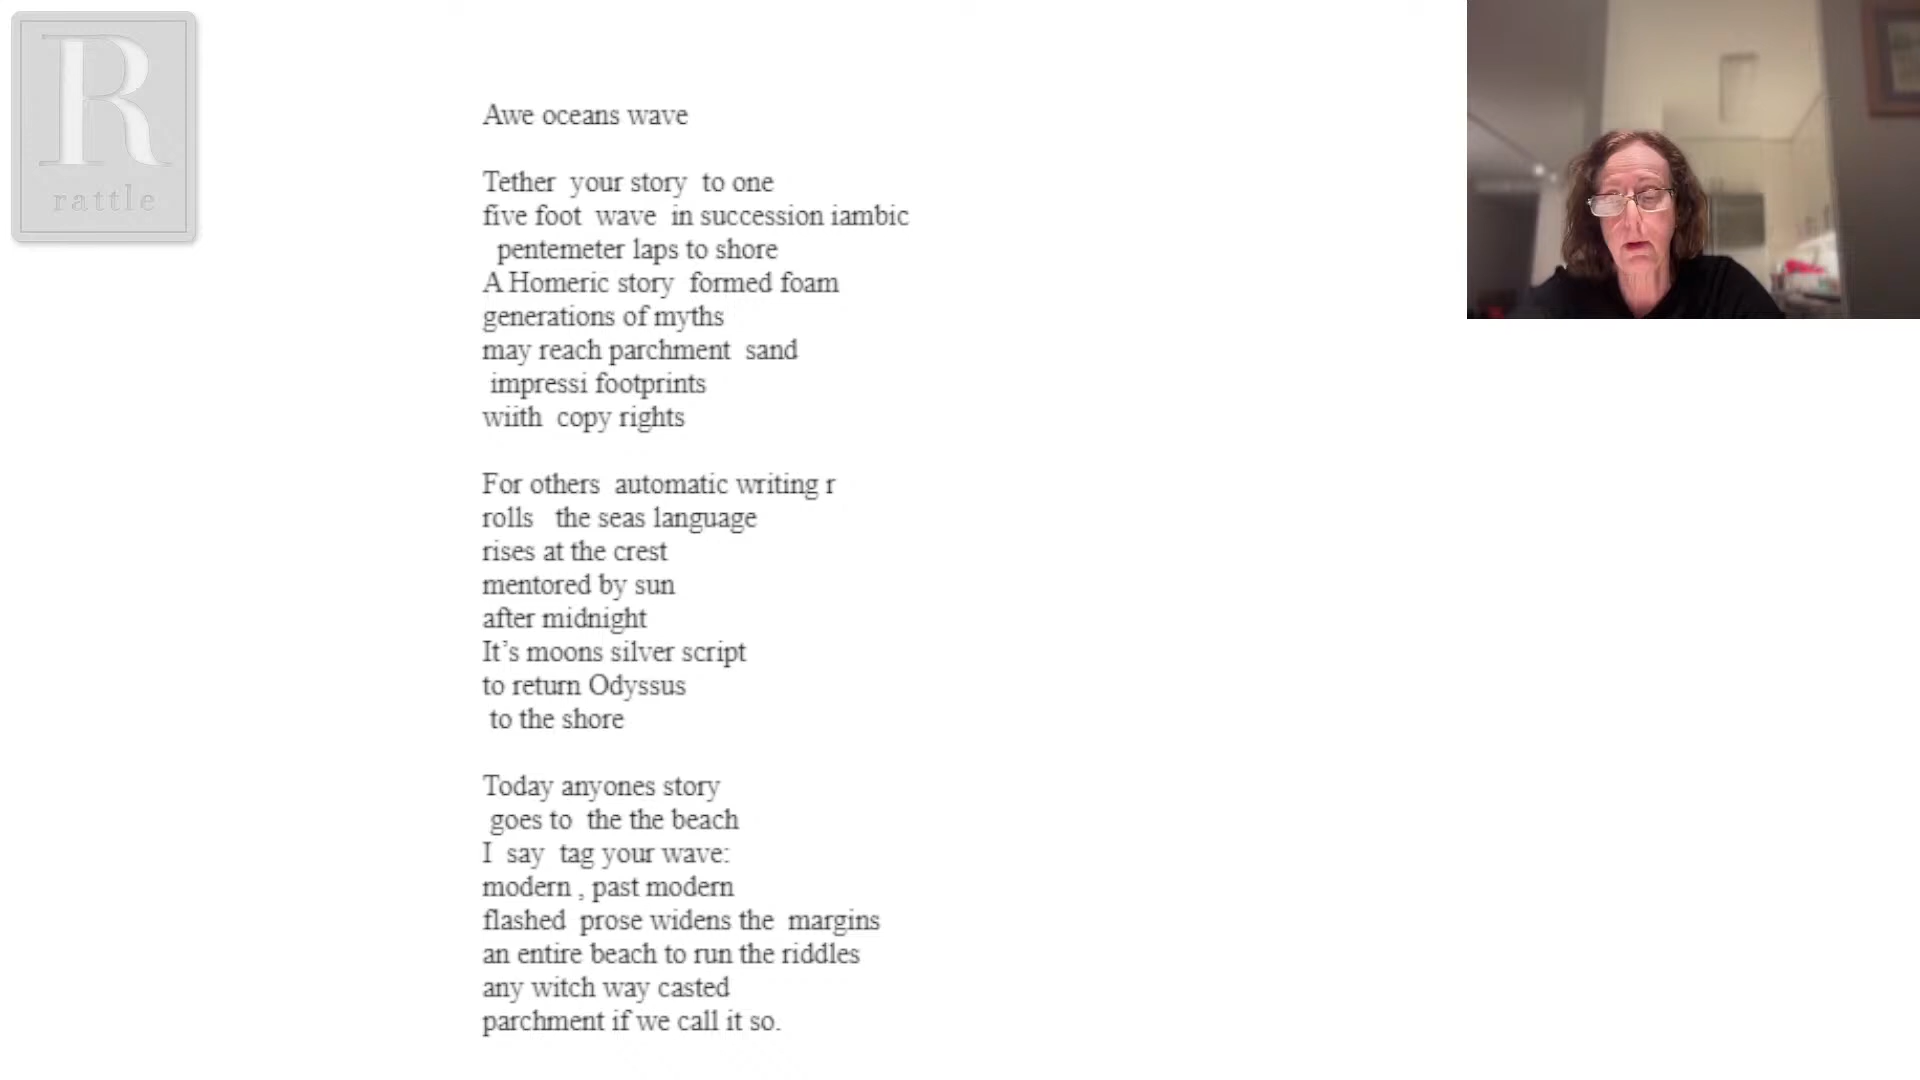 R
rattle
Awe oceans wave
Tether your story to one
five foot wave in succession iambic
pentemeter laps to shore
A Homeric story formed foam
generations of myths
may reach parchment sand
impressi footprints
wiith copy rights
For others automatic writing r
rolls the seas language
rises at the crest
mentored by sun
after midnight
It’s moons silver script
to return Odyssus
to the shore
Today anyones story
goes to the the beach
I say tag your wave:
modern , past modern
flashed prose widens the margins
an entire beach to run the riddles
any witch way casted
parchment if we call it so.